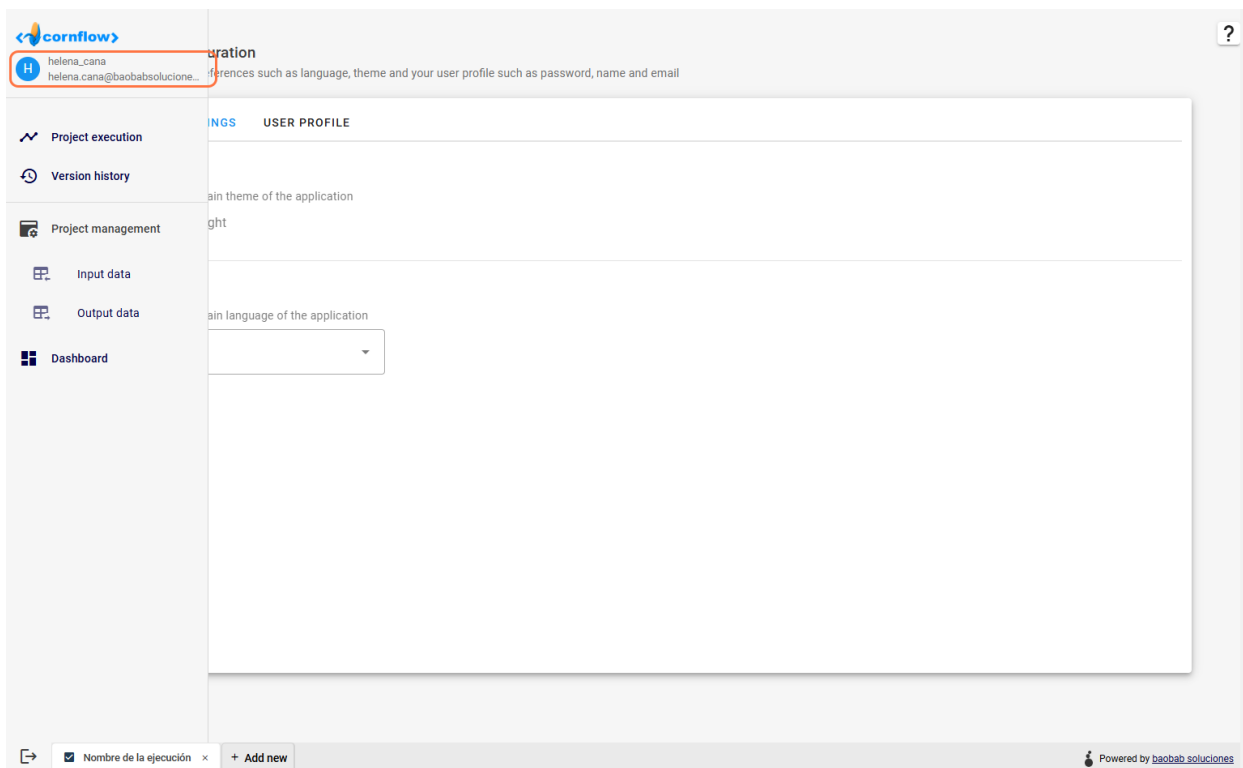 <cornflow>
H
helena_cana
helena.cana@baobabsolucione...
?
uration
eferences such as language, theme and your user profile such as password, name and email
Project execution
Version history
Project management
Input data
Output data
Dashboard
INGS
USER PROFILE
ain theme of the application
ght
ain language of the application
Nombre de la ejecución ×
+ Add new
Powered by baobab soluciones